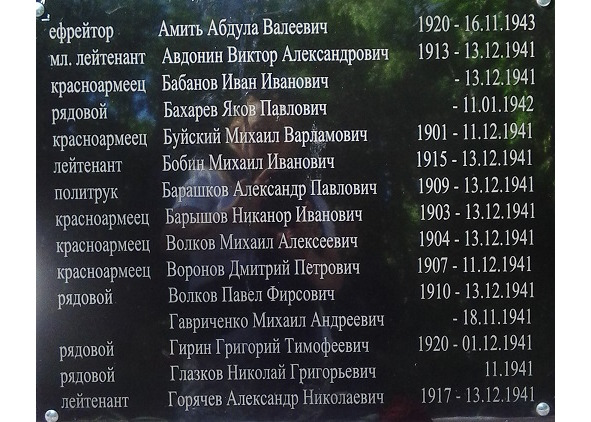 ефрейтор Амить Абдула Валеевич 1920 - 16.11.1943
мл. лейтенант Авдонин Виктор Александрович 1913 - 13.12.1941
красноармеец Бабанов Иван Иванович - 13.12.1941
рядовой Бахарев Яков Павлович - 11.01.1942
красноармеец Буйский Михаил Варламович 1901 - 11.12.1941
лейтенант Бобин Михаил Иванович 1915 - 13.12.1941
политрук Барашков Александр Павлович 1909 - 13.12.1941
красноармеец Барышов Никанор Иванович 1903 - 13.12.1941
красноармеец Волков Михаил Алексеевич 1904 - 13.12.1941
красноармеец Воронов Дмитрий Петрович 1907 - 11.12.1941
рядовой Волков Павел Фирсович 1910 - 13.12.1941
Гавриченко Михаил Андреевич - 18.11.1941
рядовой Гирин Григорий Тимофеевич 1920 - 01.12.1941
рядовой Глазков Николай Григорьевич 11.1941
лейтенант Горячев Александр Николаевич 1917 - 13.12.1941